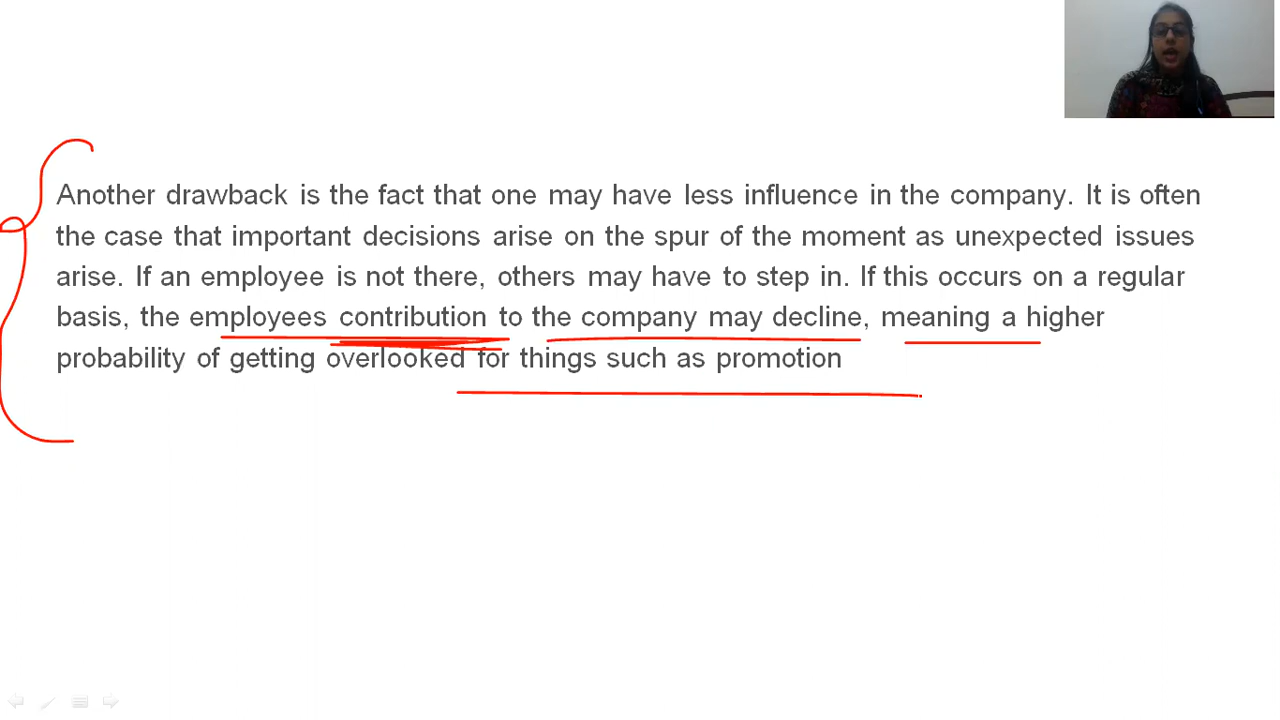 Another drawback is the fact that one may have less influence in the company. It is often
the case that important decisions arise on the spur of the moment as unexpected issues
arise. If an employee is not there, others may have to step in. If this occurs on a regular
basis, the employees contribution to the company may decline, meaning a higher
probability of getting overlooked for things such as promotion